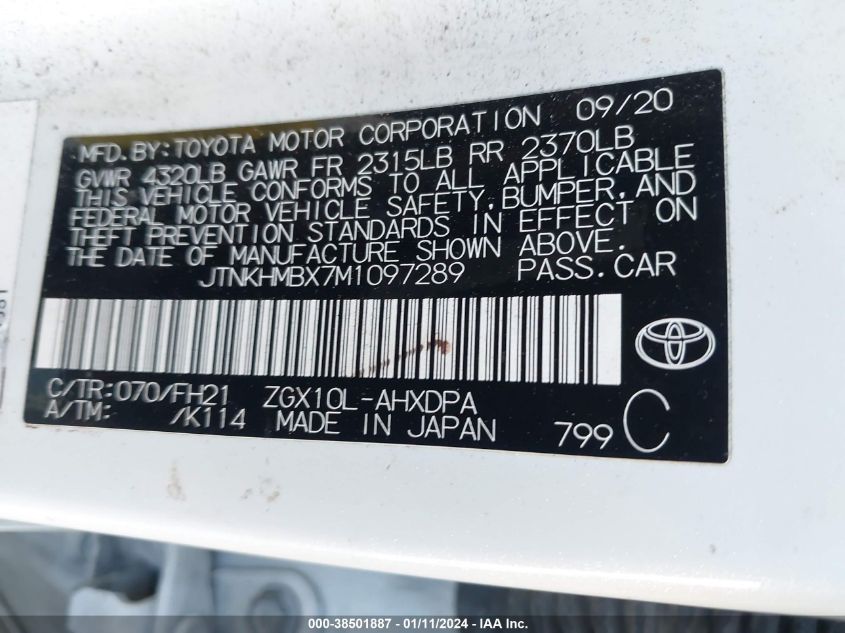 MFD.BY:TOYOTA MOTOR CORPORATION 09/20
GVWR 4320LB GAWR FR 2315LB RR 2370LB
THIS VEHICLE CONFORMS TO ALL APPLICABLE
FEDERAL MOTOR VEHICLE SAFETY,BUMPER,AND
THEFT PREVENTION STANDARDS IN EFFECT ON
THE DATE OF MANUFACTURE SHOWN ABOVE.
JTNKHMBX7M1097289 PASS.CAR
C/TR:070/FH21 ZGX10L-AHXDPA
A/TM: /K114 MADE IN JAPAN 799 C
000-38501887 - 01/11/2024 - IAA Inc.